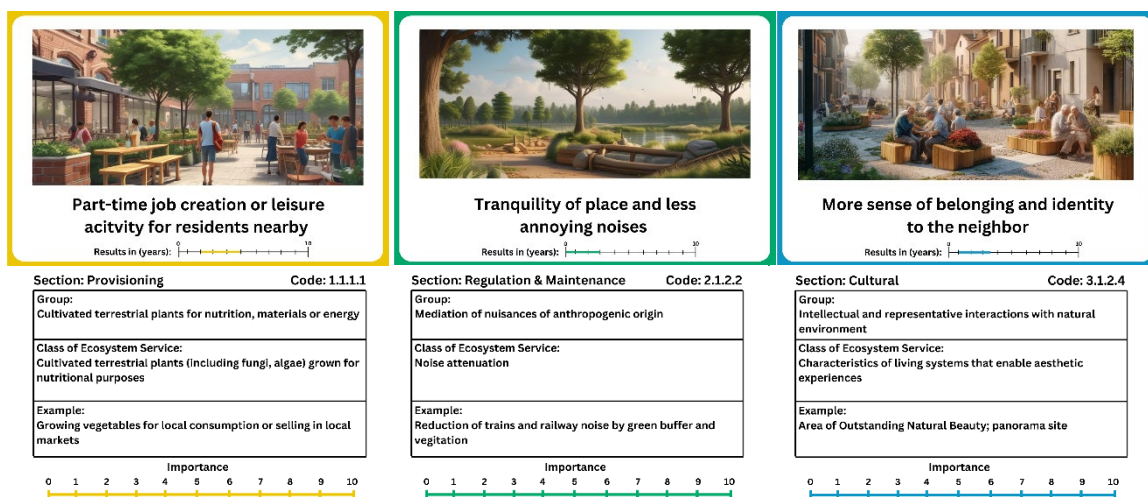 Part-time job creation or leisure
acitvity for residents nearby
Results in (years):
0
10
Section: Provisioning
Code: 1.1.1.1
Group:
Cultivated terrestrial plants for nutrition, materials or energy
Class of Ecosystem Service:
Cultivated terrestrial plants (including fungi, algae) grown for
nutritional purposes
Example:
Growing vegetables for local consumption or selling in local
markets
Importance
0 1 2 3 4 5 6 7 8 9 10
Tranquility of place and less
annoying noises
Results in (years):
0
10
Section: Regulation & Maintenance
Code: 2.1.2.2
Group:
Mediation of nuisances of anthropogenic origin
Class of Ecosystem Service:
Noise attenuation
Example:
Reduction of trains and railway noise by green buffer and
vegitation
Importance
0 1 2 3 4 5 6 7 8 9 10
More sense of belonging and identity
to the neighbor
Results in (years):
0
10
Section: Cultural
Code: 3.1.2.4
Group:
Intellectual and representative interactions with natural
environment
Class of Ecosystem Service:
Characteristics of living systems that enable aesthetic
experiences
Example:
Area of Outstanding Natural Beauty; panorama site
Importance
0 1 2 3 4 5 6 7 8 9 10